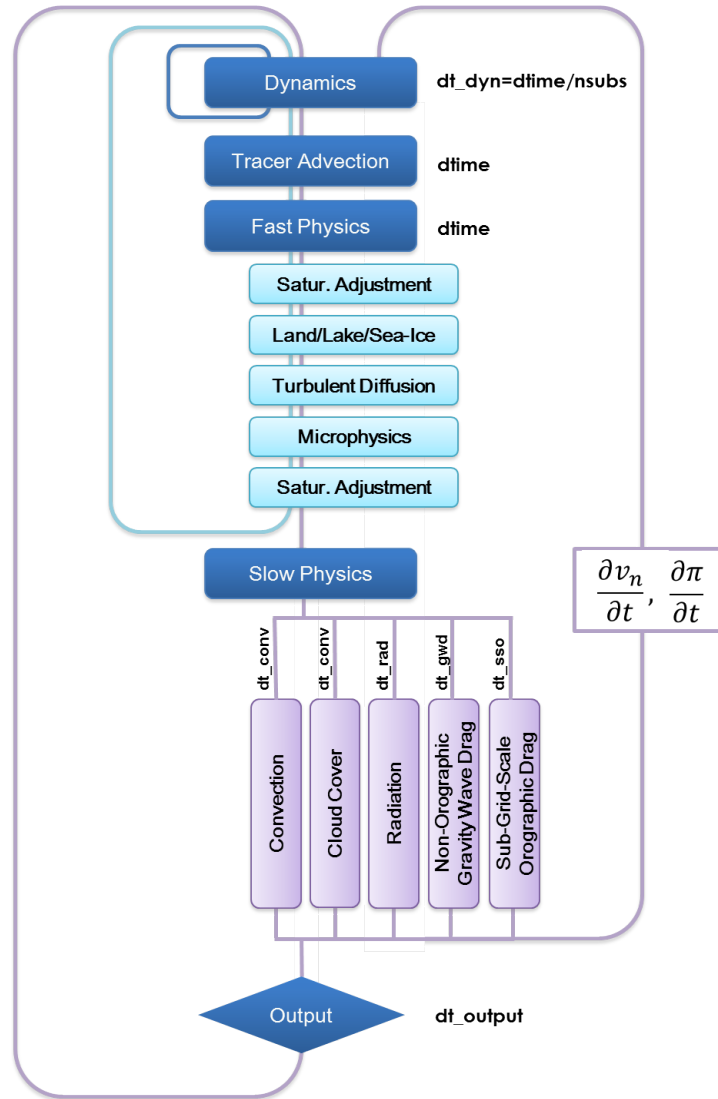 Dynamics
dt_dyn=dtime/nsubs
Tracer Advection
dtime
Fast Physics
dtime
Satur. Adjustment
Land/Lake/Sea-Ice
Turbulent Diffusion
Microphysics
Satur. Adjustment
Slow Physics
∂v_n/∂t, ∂π/∂t
dt_conv
dt_conv
dt_rad
dt_gwd
dt_sso
Convection
Cloud Cover
Radiation
Non-Orographic
Gravity Wave Drag
Sub-Grid-Scale
Orographic Drag
Output
dt_output